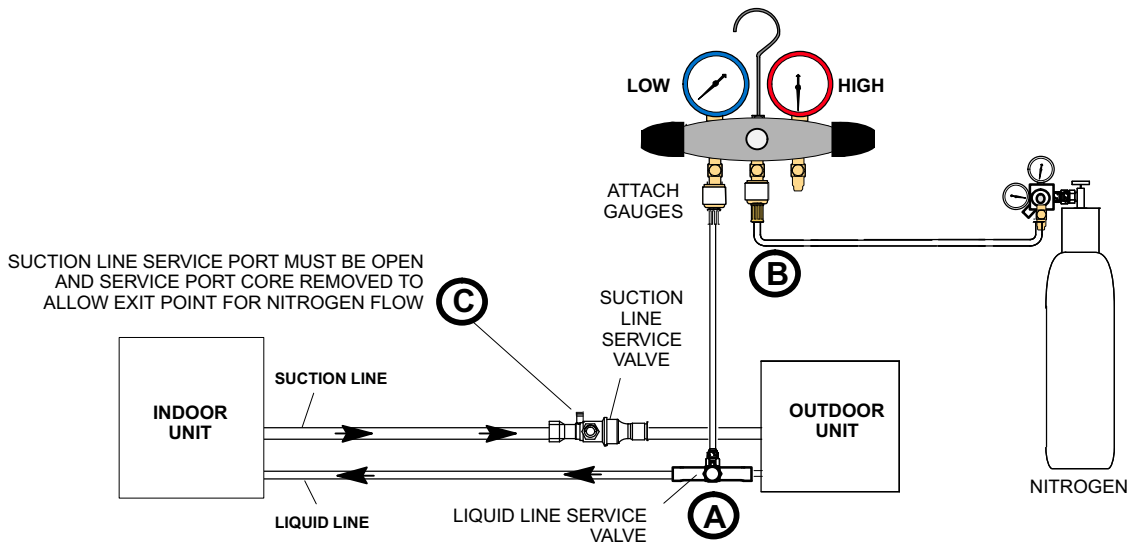 LOW
HIGH
ATTACH
GAUGES
B
SUCTION LINE SERVICE PORT MUST BE OPEN
AND SERVICE PORT CORE REMOVED TO
ALLOW EXIT POINT FOR NITROGEN FLOW
C
SUCTION
LINE
SERVICE
VALVE
SUCTION LINE
INDOOR
UNIT
OUTDOOR
UNIT
NITROGEN
LIQUID LINE
LIQUID LINE SERVICE
VALVE
A